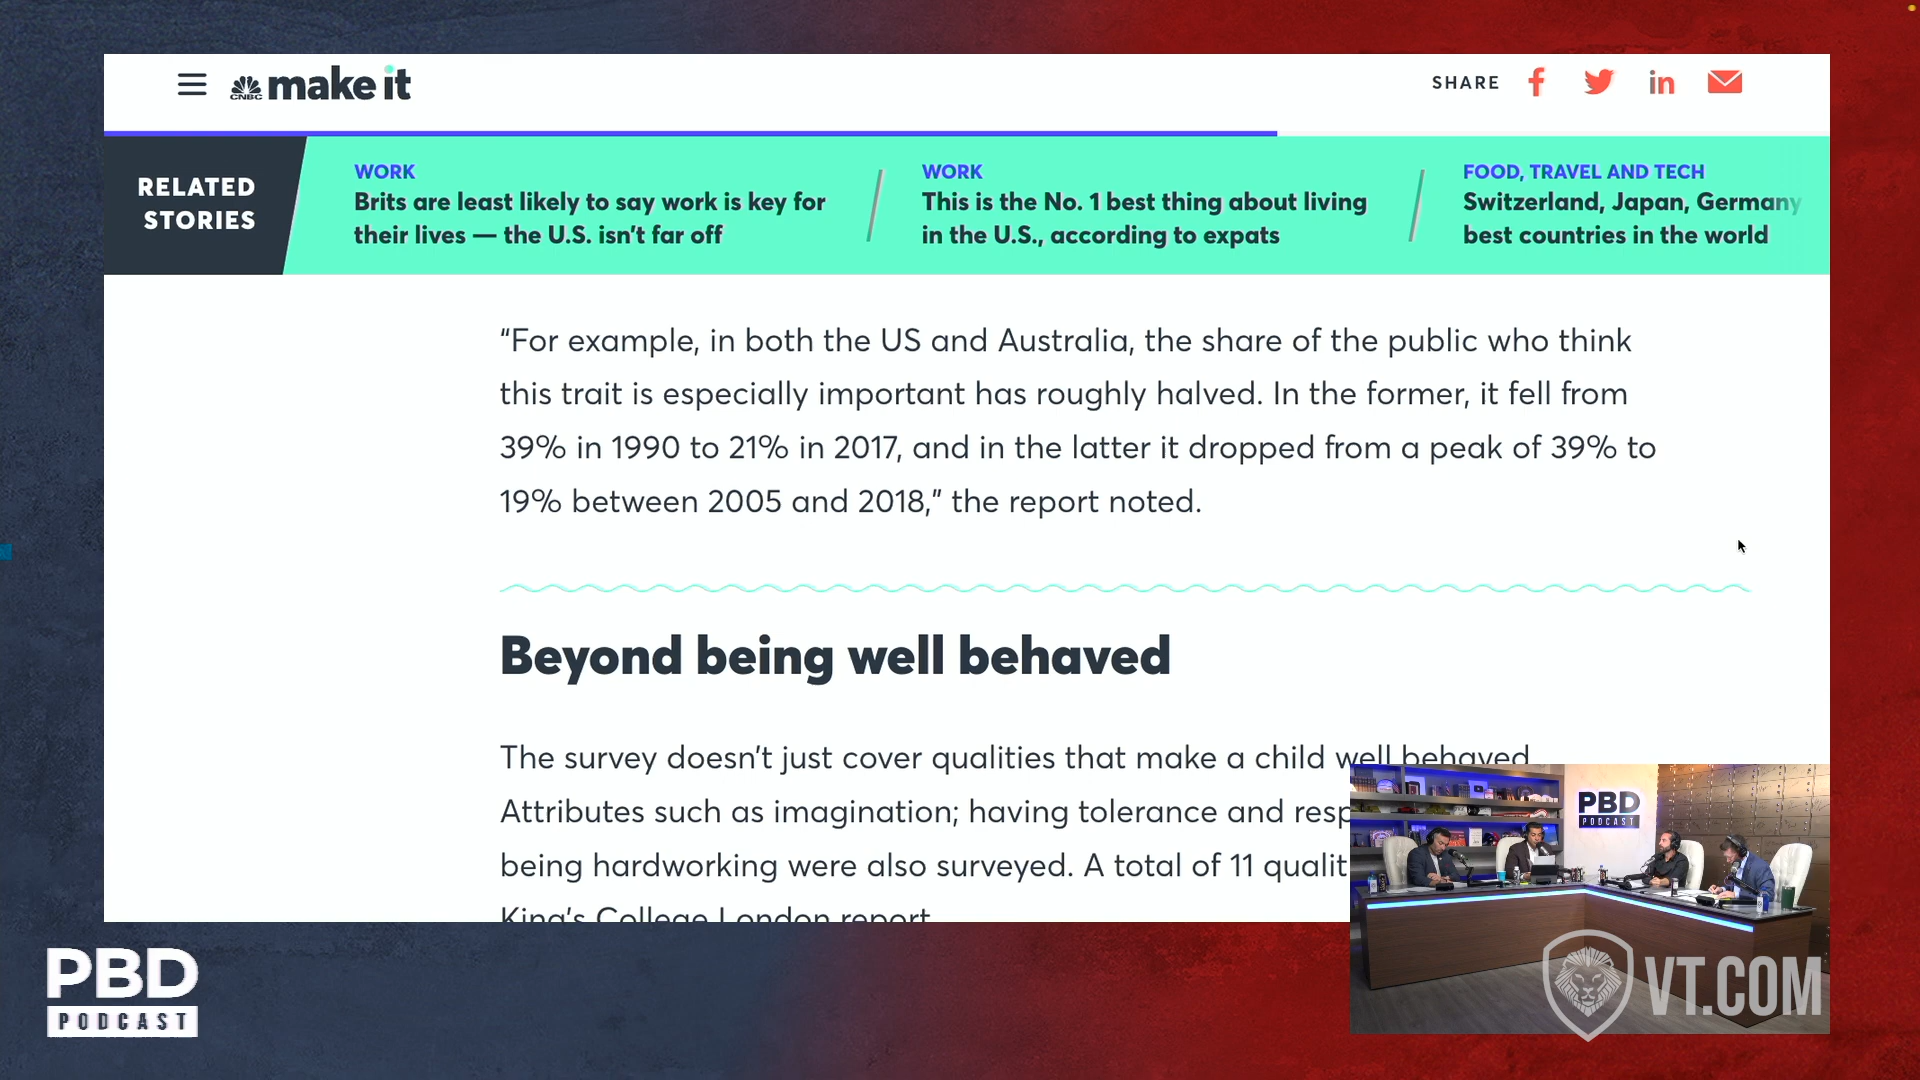 CNBC make it
SHARE
RELATED
STORIES
WORK
Brits are least likely to say work is key for
their lives — the U.S. isn't far off
WORK
This is the No. 1 best thing about living
in the U.S., according to expats
FOOD, TRAVEL AND TECH
Switzerland, Japan, Germany
best countries in the world
“For example, in both the US and Australia, the share of the public who think
this trait is especially important has roughly halved. In the former, it fell from
39% in 1990 to 21% in 2017, and in the latter it dropped from a peak of 39% to
19% between 2005 and 2018,” the report noted.
Beyond being well behaved
The survey doesn't just cover qualities that make a child well behaved
Attributes such as imagination; having tolerance and resp
being hardworking were also surveyed. A total of 11 qualit
King's College London report
PBD
PODCAST
PBD
PODCAST
VT.COM